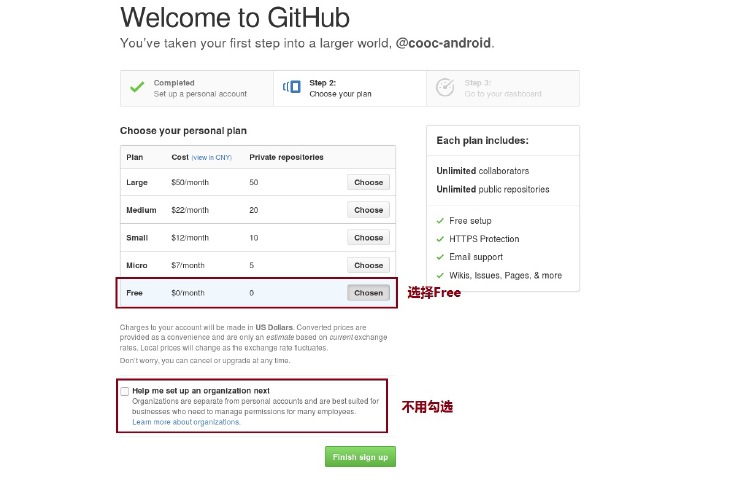 Welcome to GitHub
You've taken your first step into a larger world, @cooc-android.
Completed
Set up a personal account
Step 2:
Choose your plan
Step 3:
Go to your dashboard
Choose your personal plan
Plan Cost (view in CNY) Private repositories
Large $50/month 50 Choose
Medium $22/month 20 Choose
Small $12/month 10 Choose
Micro $7/month 5 Choose
Free $0/month 0 Chosen
选择Free
Charges to your account will be made in US Dollars. Converted prices are
provided as a convenience and are only an estimate based on current exchange
rates. Local prices will change as the exchange rate fluctuates.
Don't worry, you can cancel or upgrade at any time.
Help me set up an organization next
Organizations are separate from personal accounts and are best suited for
businesses who need to manage permissions for many employees.
Learn more about organizations.
不用勾选
Finish sign up
Each plan includes:
Unlimited collaborators
Unlimited public repositories
Free setup
HTTPS Protection
Email support
Wikis, Issues, Pages, & more